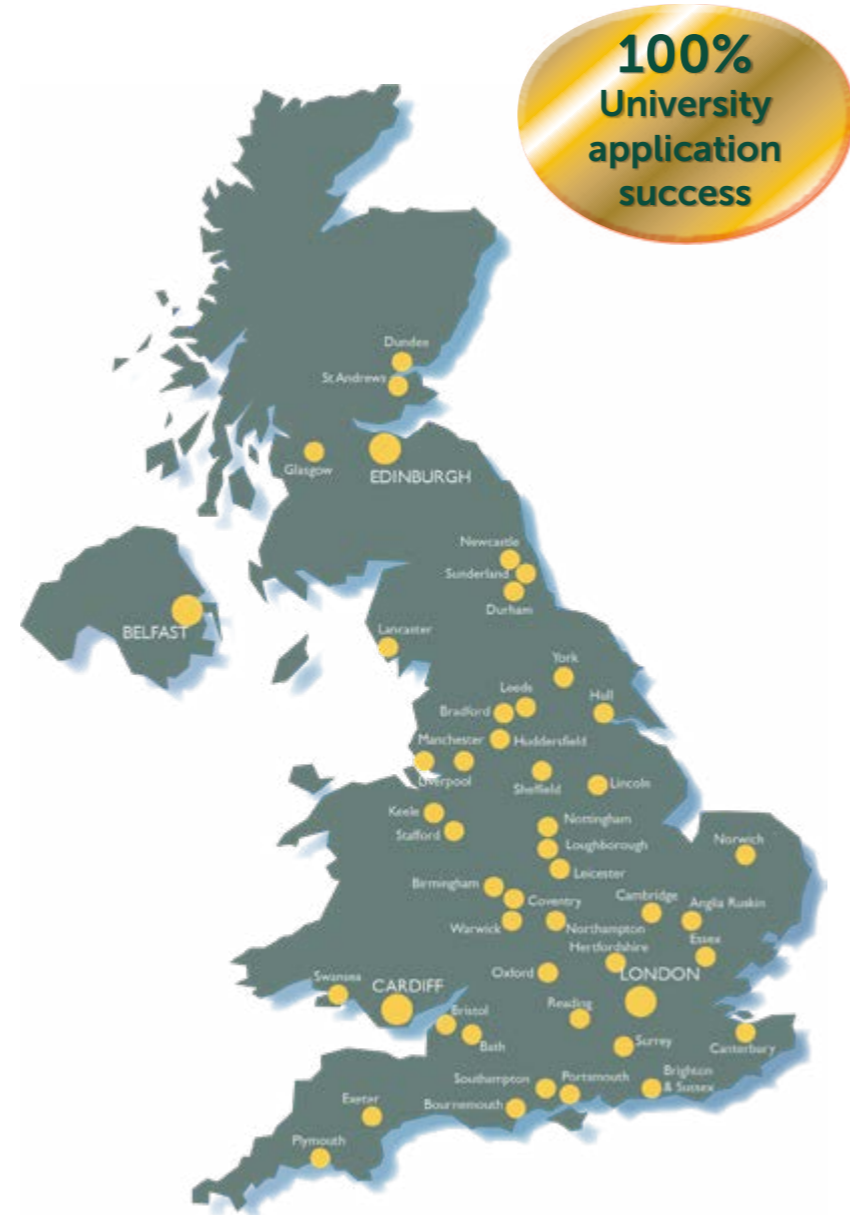 100%
University
application
success
Dundee
St Andrews
Glasgow
EDINBURGH
Newcastle
Sunderland
Durham
BELFAST
Lancaster
York
Leeds
Hull
Bradford
Manchester
Huddersfield
Liverpool
Sheffield
Lincoln
Keele
Stafford
Nottingham
Loughborough
Norwich
Leicester
Birmingham
Coventry
Cambridge
Anglia Ruskin
Warwick
Northampton
Essex
Hertfordshire
Oxford
LONDON
Swansea
CARDIFF
Bristol
Reading
Bath
Surrey
Canterbury
Southampton
Portsmouth
Brighton
& Sussex
Bournemouth
Exeter
Plymouth